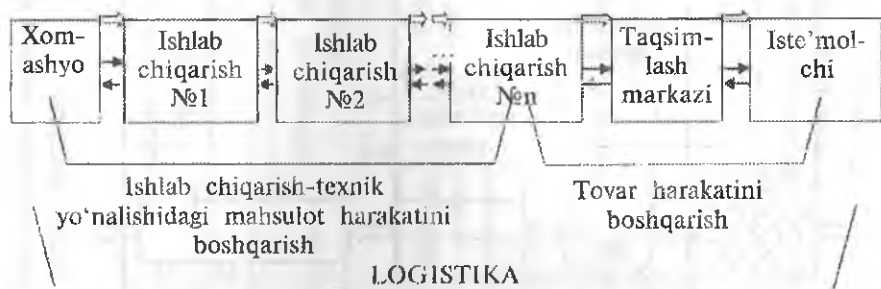 Xom-
ashyo
Ishlab
chiqarish
№1
Ishlab
chiqarish
№2
...
Ishlab
chiqarish
№n
Taqsim-
lash
markazi
Iste’mol-
chi
Ishlab chiqarish-texnik
yo‘nalishidagi mahsulot harakatini
boshqarish
Tovar harakatini
boshqarish
LOGISTIKA